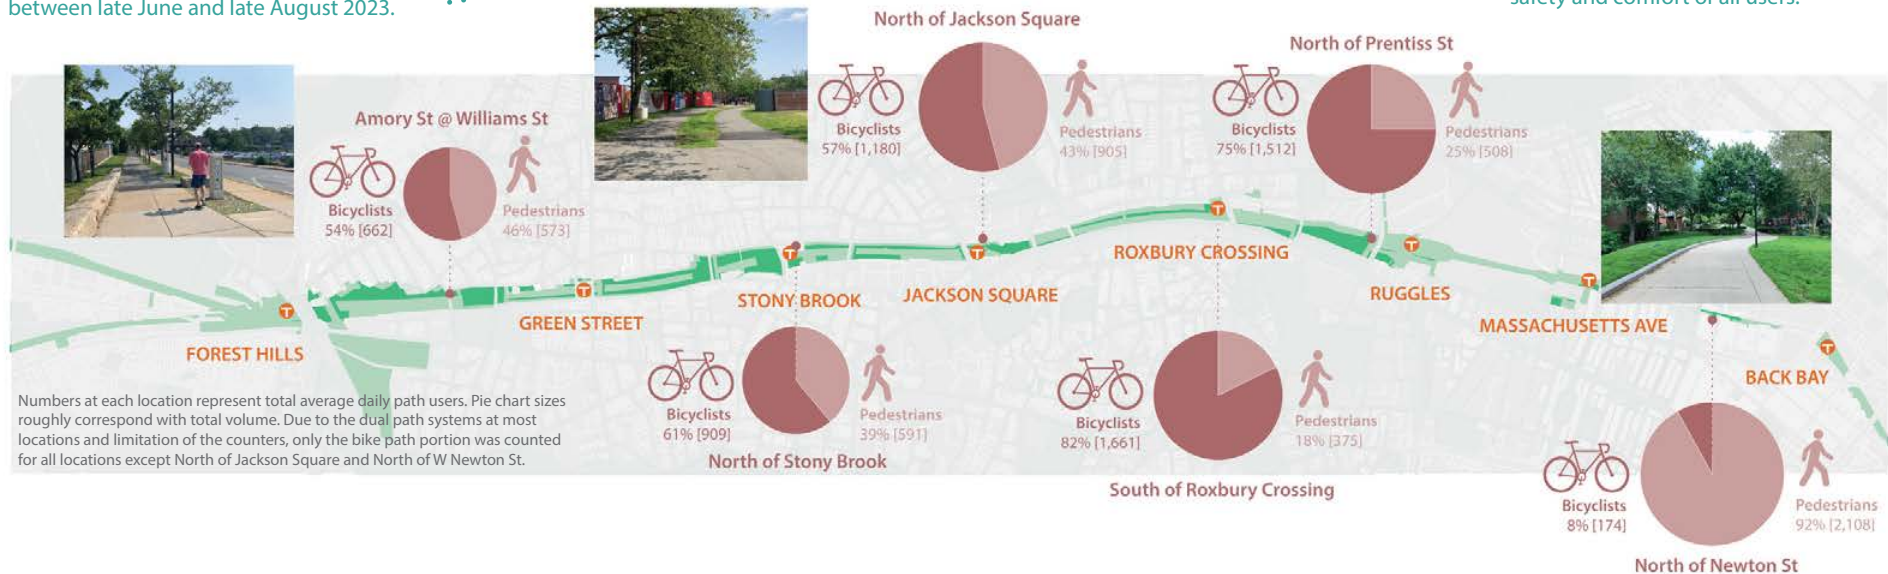 between late June and late August 2023.
safety and comfort of all users.
North of Jackson Square
Bicyclists
57% [1,180]
Pedestrians
43% [905]
North of Prentiss St
Bicyclists
75% [1,512]
Pedestrians
25% [508]
Amory St @ Williams St
Bicyclists
54% [662]
Pedestrians
46% [573]
T
T
T
T
T
T
T
T
FOREST HILLS
GREEN STREET
STONY BROOK
JACKSON SQUARE
ROXBURY CROSSING
RUGGLES
MASSACHUSETTS AVE
BACK BAY
Numbers at each location represent total average daily path users. Pie chart sizes
roughly correspond with total volume. Due to the dual path systems at most
locations and limitation of the counters, only the bike path portion was counted
for all locations except North of Jackson Square and North of W Newton St.
Bicyclists
61% [909]
Pedestrians
39% [591]
North of Stony Brook
Bicyclists
82% [1,661]
Pedestrians
18% [375]
South of Roxbury Crossing
Bicyclists
8% [174]
Pedestrians
92% [2,108]
North of Newton St